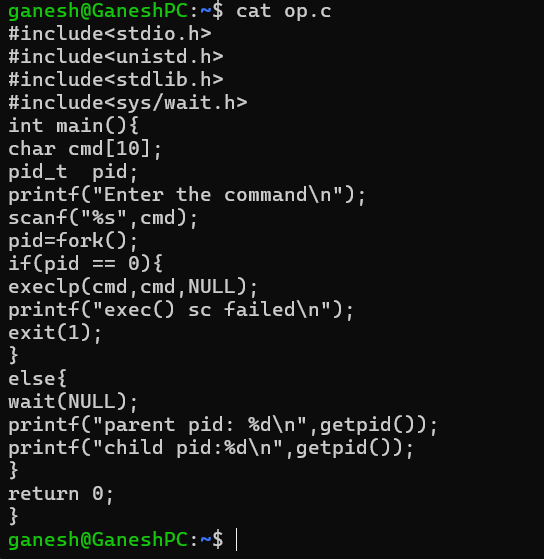 ganesh@GaneshPC:~$ cat op.c
#include<stdio.h>
#include<unistd.h>
#include<stdlib.h>
#include<sys/wait.h>
int main(){
char cmd[10];
pid_t  pid;
printf("Enter the command\n");
scanf("%s",cmd);
pid=fork();
if(pid == 0){
execlp(cmd,cmd,NULL);
printf("exec() sc failed\n");
exit(1);
}
else{
wait(NULL);
printf("parent pid: %d\n",getpid());
printf("child pid:%d\n",getpid());
}
return 0;
}
ganesh@GaneshPC:~$